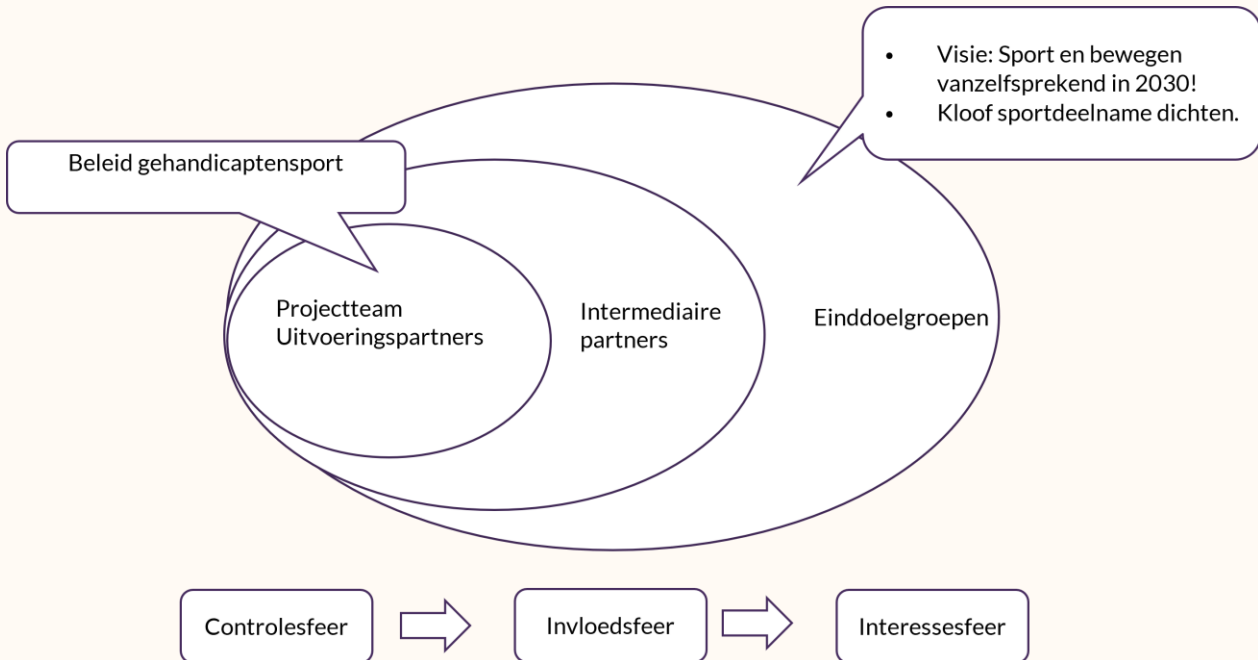 • Visie: Sport en bewegen
vanzelfsprekend in 2030!
• Kloof sportdeelname dichten.
Beleid gehandicaptensport
Projectteam
Uitvoeringspartners
Intermediaire
partners
Einddoelgroepen
Controlesfeer
Invloedsfeer
Interessesfeer